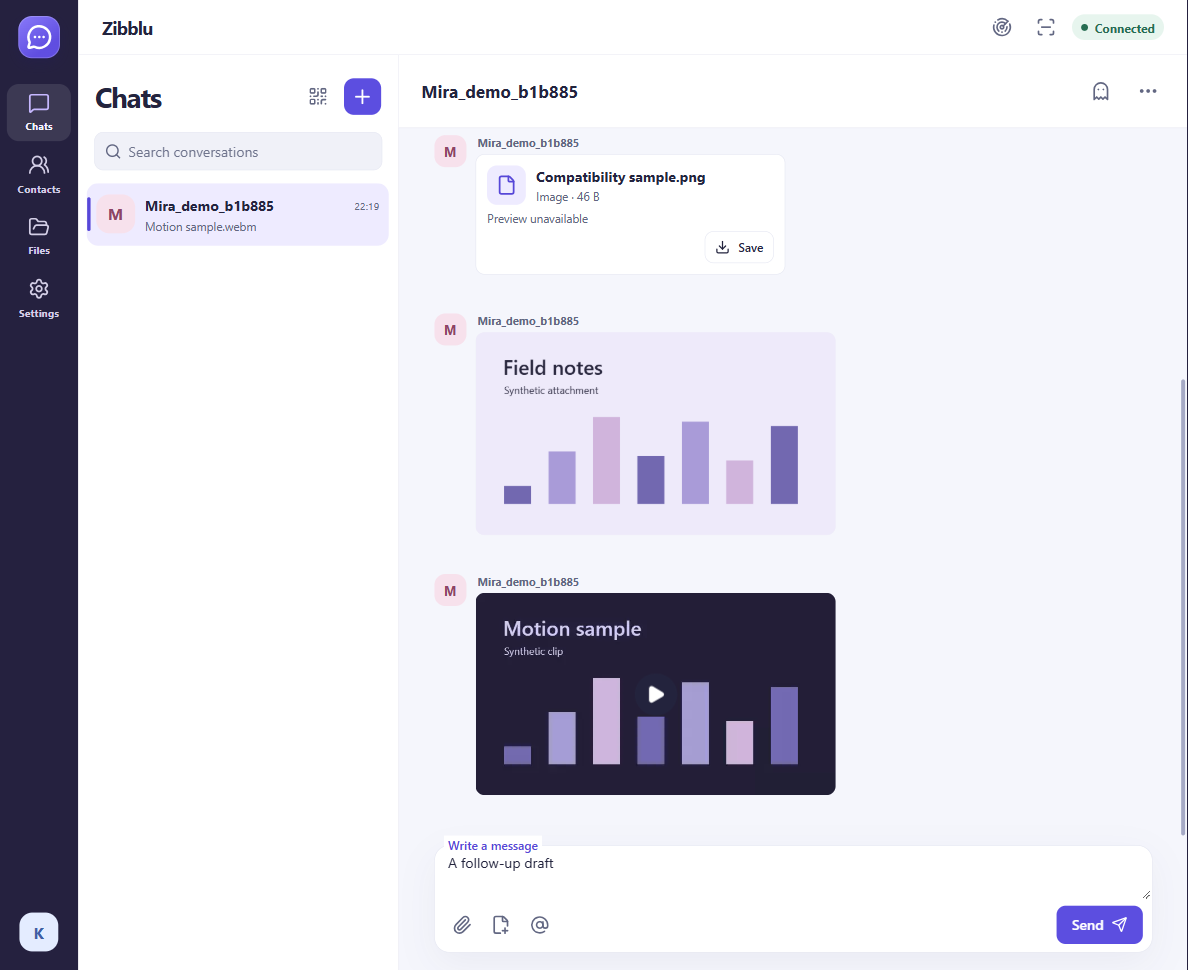 Zibblu
Connected
Chats
Contacts
Files
Settings
K
Chats
Search conversations
M
Mira_demo_b1b885
22:19
Motion sample.webm
Mira_demo_b1b885
M
Mira_demo_b1b885
Compatibility sample.png
Image · 46 B
Preview unavailable
Save
M
Mira_demo_b1b885
Field notes
Synthetic attachment
M
Mira_demo_b1b885
Motion sample
Synthetic clip
Write a message
A follow-up draft
Send